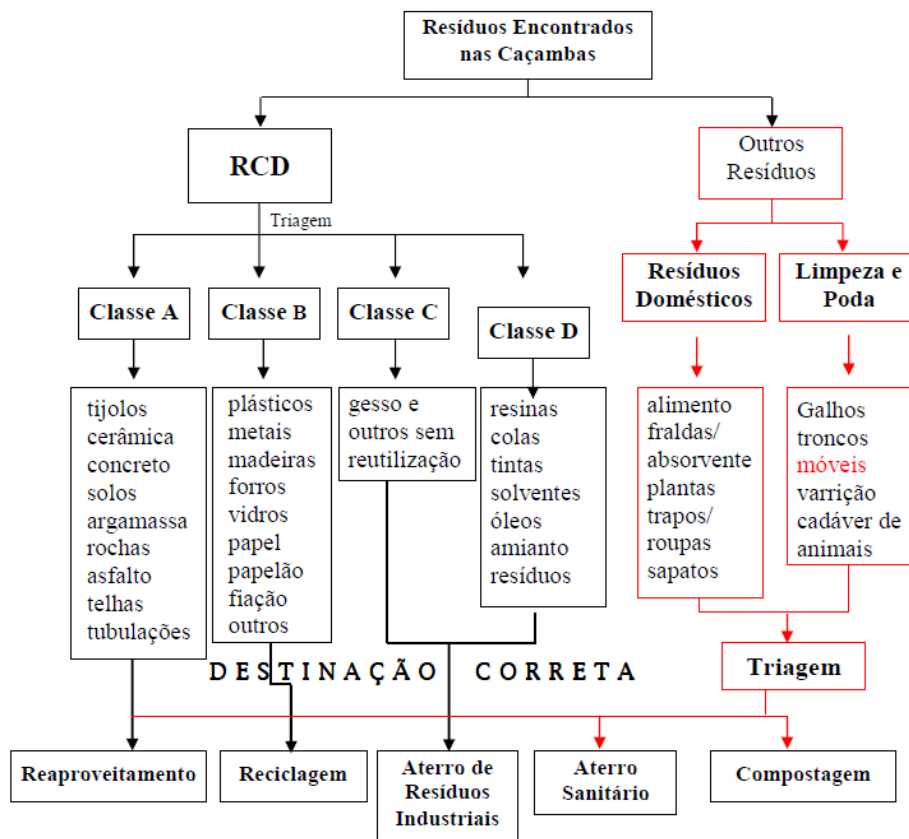 Resíduos Encontrados
nas Caçambas
RCD
Outros
Resíduos
Triagem
Resíduos
Domésticos
Limpeza e
Poda
Classe A
Classe B
Classe C
Classe D
tijolos
cerâmica
concreto
solos
argamassa
rochas
asfalto
telhas
tubulações
plásticos
metais
madeiras
forros
vidros
papel
papelão
fiação
outros
gesso e
outros sem
reutilização
resinas
colas
tintas
solventes
óleos
amianto
resíduos
alimento
fraldas/
absorvente
plantas
trapos/
roupas
sapatos
Galhos
troncos
móveis
varrição
cadáver de
animais
DESTINAÇÃO CORRETA
Triagem
Reaproveitamento
Reciclagem
Aterro de
Resíduos
Industriais
Aterro
Sanitário
Compostagem